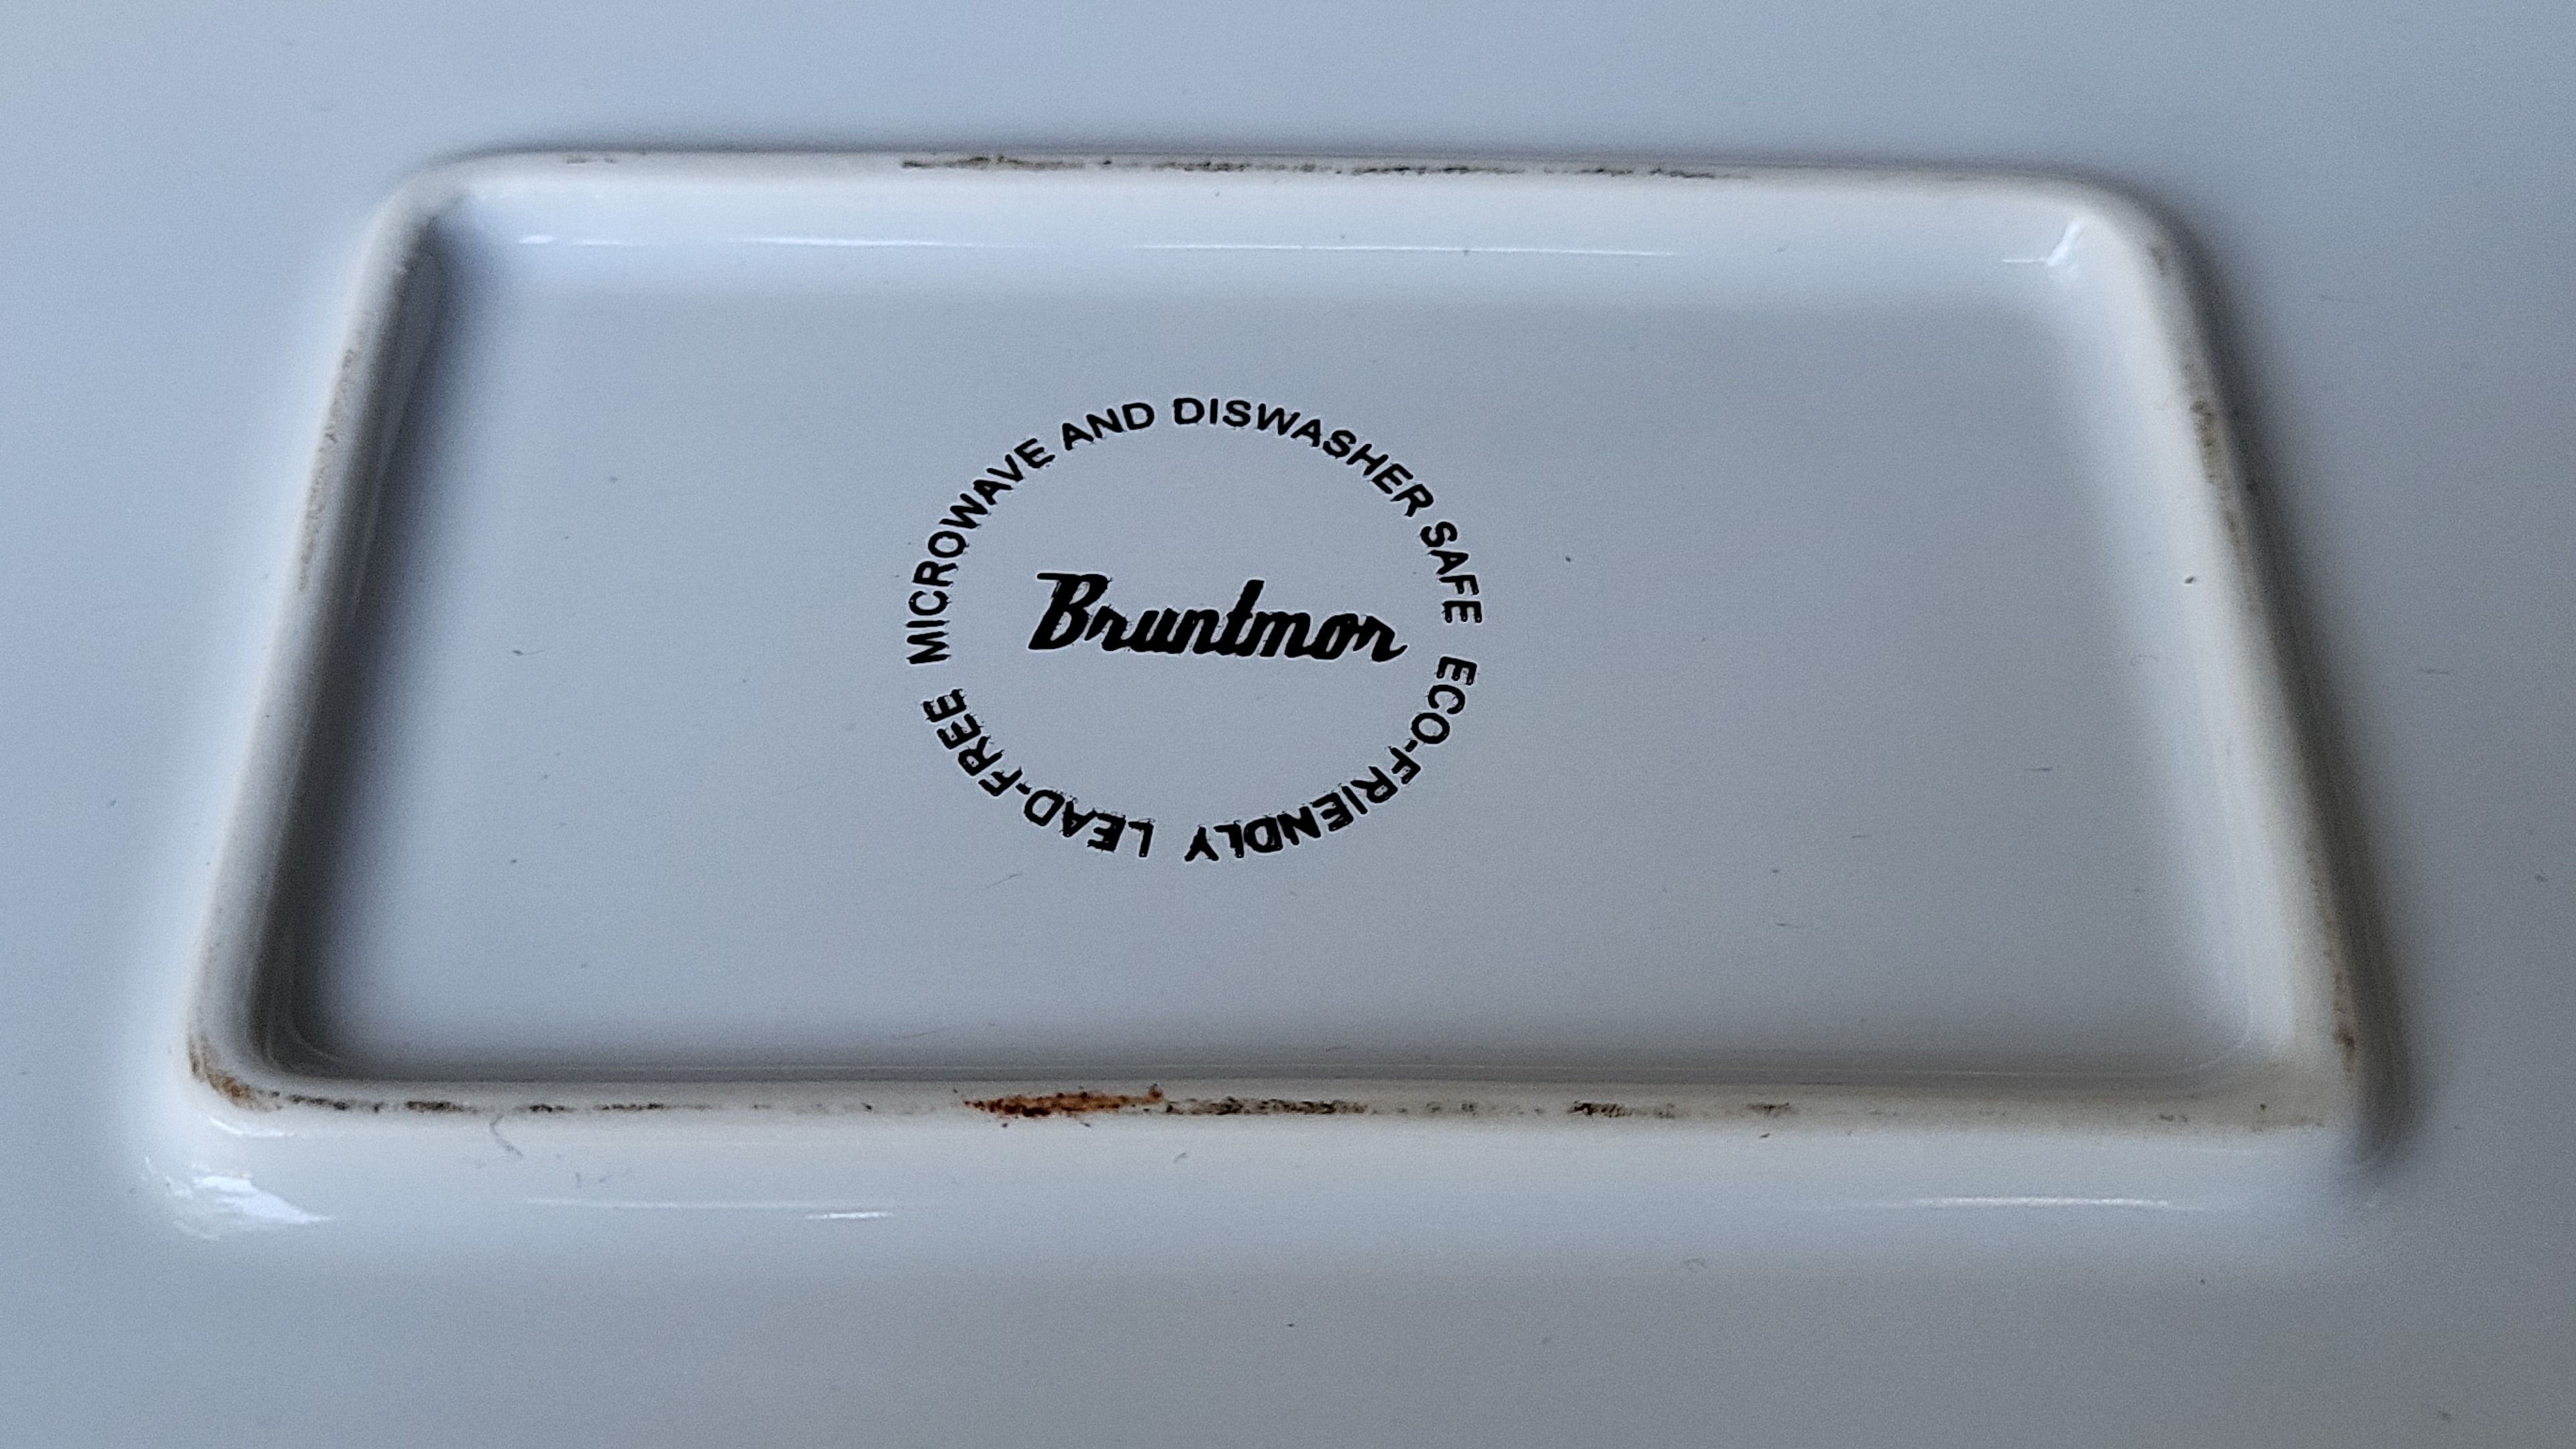 MICROWAVE AND DISWASHER SAFE ECO-FRIENDLY LEAD-FREE
Bruntmor